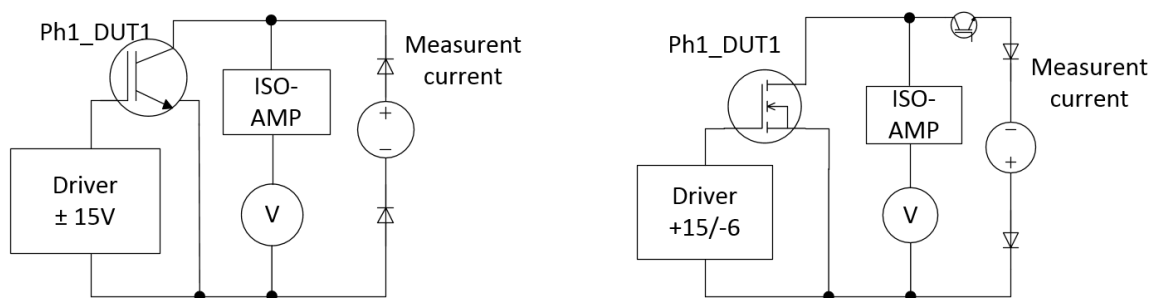 Ph1_DUT1
Measurent
current
ISO-
AMP
+
−
Driver
± 15V
V
Ph1_DUT1
Measurent
current
ISO-
AMP
−
+
Driver
+15/-6
V